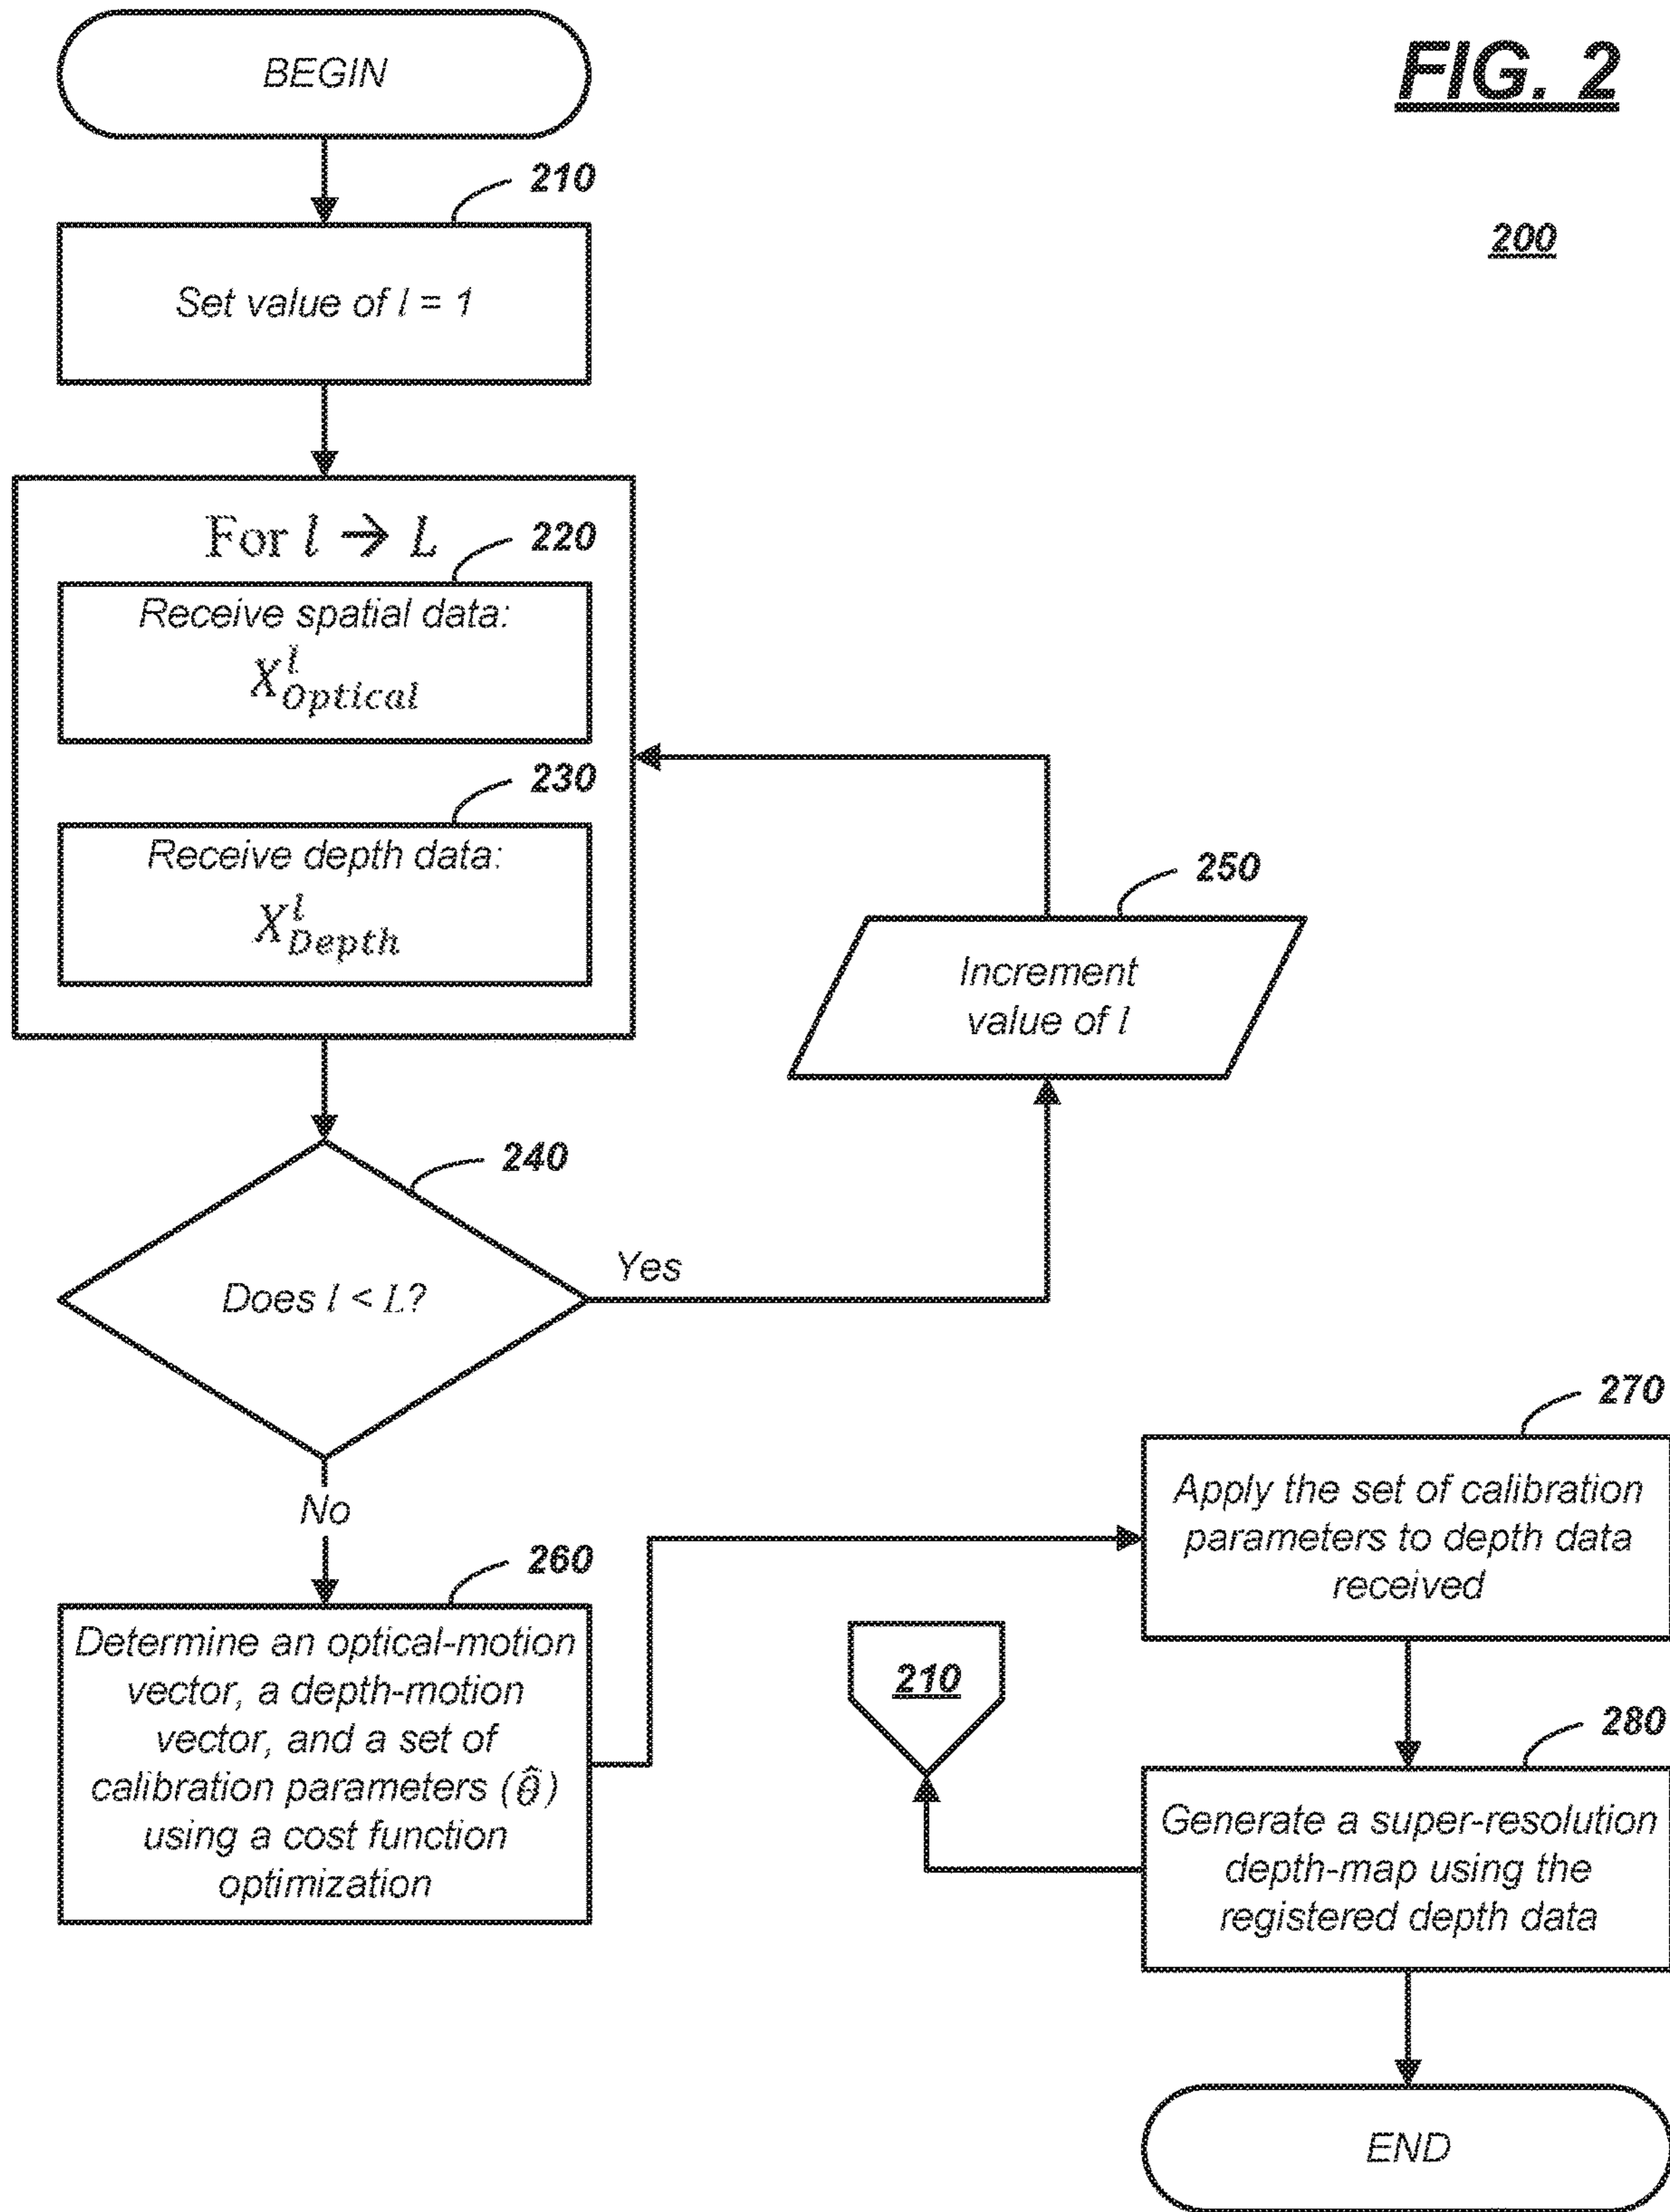 FIG. 2
200
BEGIN
210
Set value of l = 1
For l → L
220
Receive spatial data:
X^l_Optical
230
Receive depth data:
X^l_Depth
250
Increment
value of l
240
Does l < L?
Yes
No
260
Determine an optical-motion
vector, a depth-motion
vector, and a set of
calibration parameters (θ̂)
using a cost function
optimization
270
Apply the set of calibration
parameters to depth data
received
210
280
Generate a super-resolution
depth-map using the
registered depth data
END